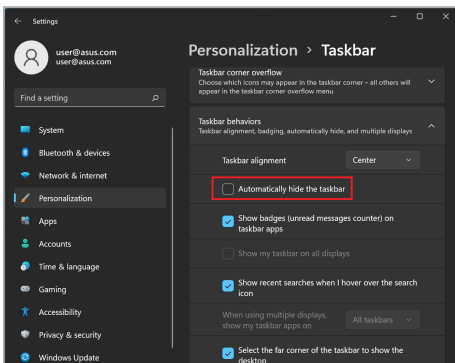 Settings
user@asus.com
user@asus.com
Find a setting
System
Bluetooth & devices
Network & internet
Personalization
Apps
Accounts
Time & language
Gaming
Accessibility
Privacy & security
Windows Update
Personalization > Taskbar
Taskbar corner overflow
Choose which icons may appear in the taskbar corner – all others will
appear in the taskbar corner overflow menu
Taskbar behaviors
Taskbar alignment, badging, automatically hide, and multiple displays
Taskbar alignment
Center
Automatically hide the taskbar
Show badges (unread messages counter) on
taskbar apps
Show my taskbar on all displays
Show recent searches when I hover over the search
icon
When using multiple displays,
show my taskbar apps on
All taskbars
Select the far corner of the taskbar to show the
desktop